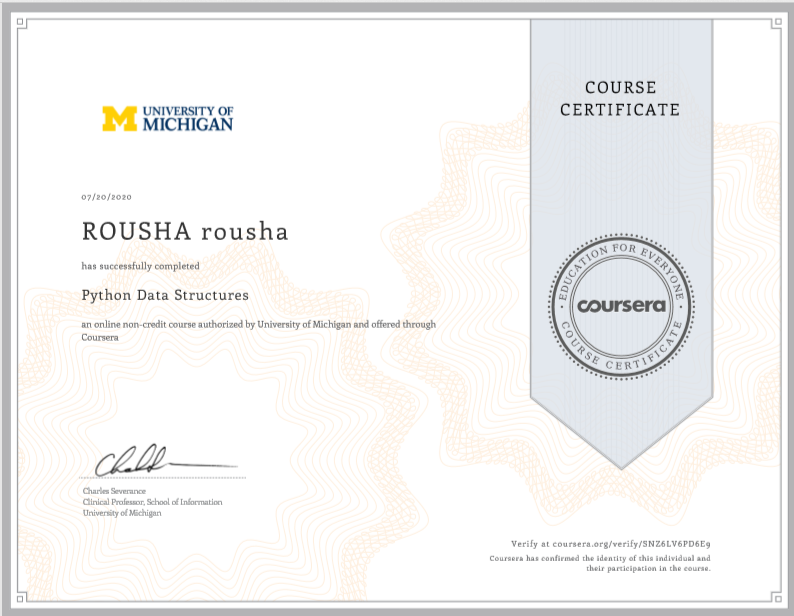 UNIVERSITY OF
MICHIGAN
07/20/2020
ROUSHA rousha
has successfully completed
Python Data Structures
an online non-credit course authorized by University of Michigan and offered through
Coursera
Charles Severance
Clinical Professor, School of Information
University of Michigan
COURSE
CERTIFICATE
EDUCATION FOR EVERYONE
coursera
COURSE CERTIFICATE
Verify at coursera.org/verify/SNZ6LV6PD6E9
Coursera has confirmed the identity of this individual and
their participation in the course.